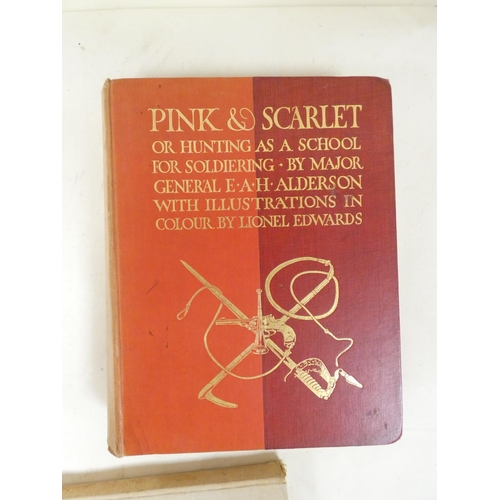 PINK & SCARLET
OR HUNTING AS A SCHOOL
FOR SOLDIERING · BY MAJOR
GENERAL E·A·H·ALDERSON
WITH ILLUSTRATIONS IN
COLOUR BY LIONEL EDWARDS